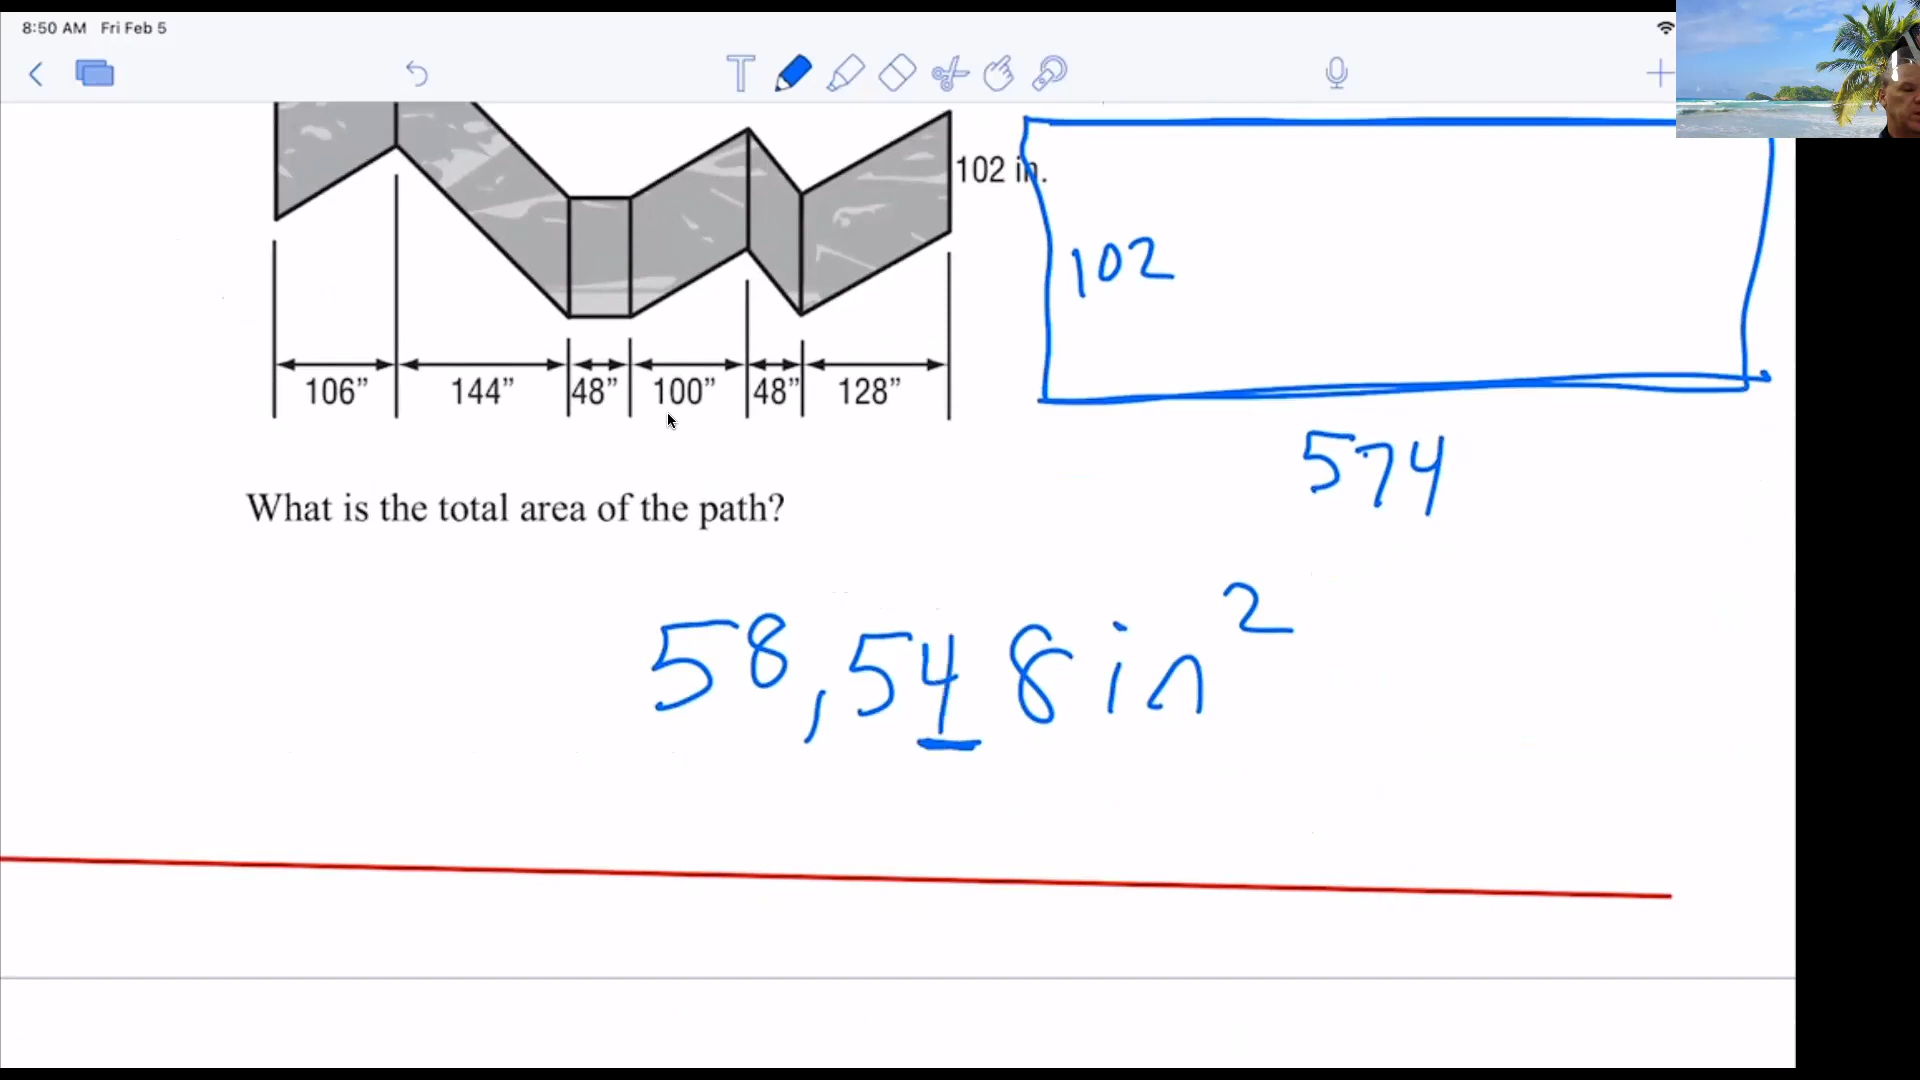 8:50 AM Fri Feb 5
T
102 in.
102
106” 144” 48” 100” 48” 128”
574
What is the total area of the path?
58,548 in²